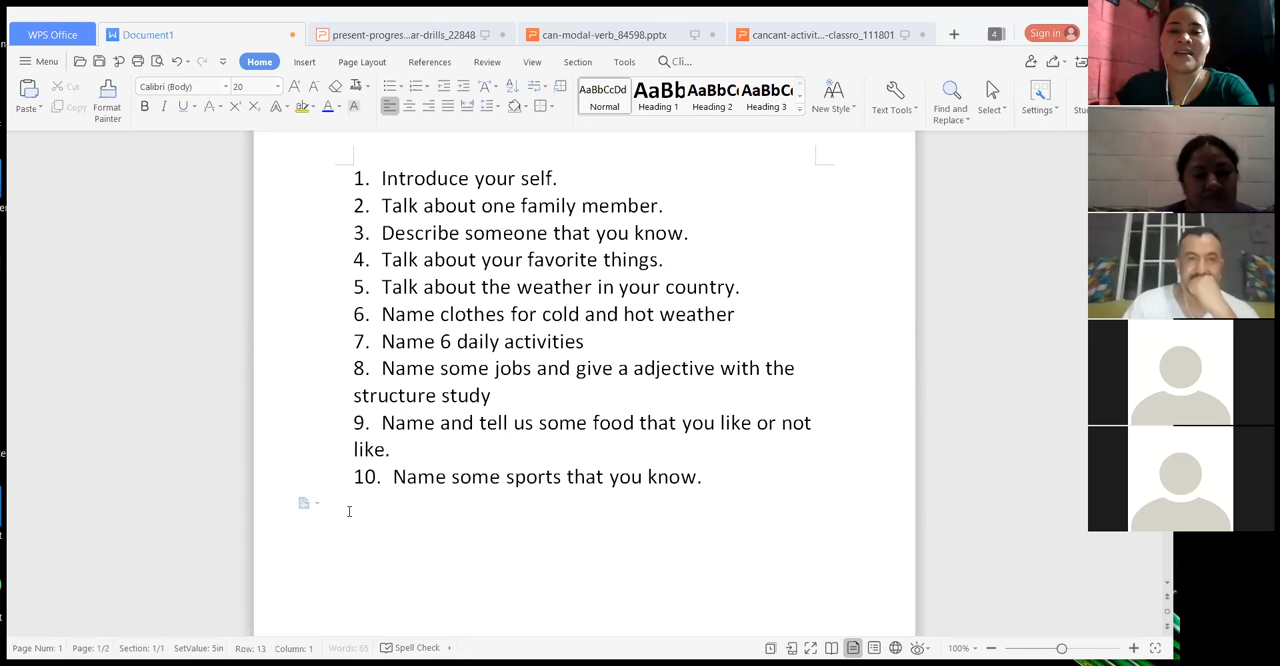 WPS Office
Document1
present-progres...ar-drills_22848
can-modal-verb_84598.pptx
cancant-activit...-classro_111801
4
Sign in
Menu
Home
Insert
Page Layout
References
Review
View
Section
Tools
Cli...
Paste
Cut
Copy
Format
Painter
Calibri (Body)
20
AaBbCcDd
Normal
AaBb
Heading 1
AaBbC
Heading 2
AaBbC
Heading 3
New Style
Text Tools
Find and
Replace
Select
Settings
1. Introduce your self.
2. Talk about one family member.
3. Describe someone that you know.
4. Talk about your favorite things.
5. Talk about the weather in your country.
6. Name clothes for cold and hot weather
7. Name 6 daily activities
8. Name some jobs and give a adjective with the
structure study
9. Name and tell us some food that you like or not
like.
10. Name some sports that you know.
Page Num: 1
Page: 1/2
Section: 1/1
SetValue: 5in
Row: 13
Column: 1
Words: 65
Spell Check
100%